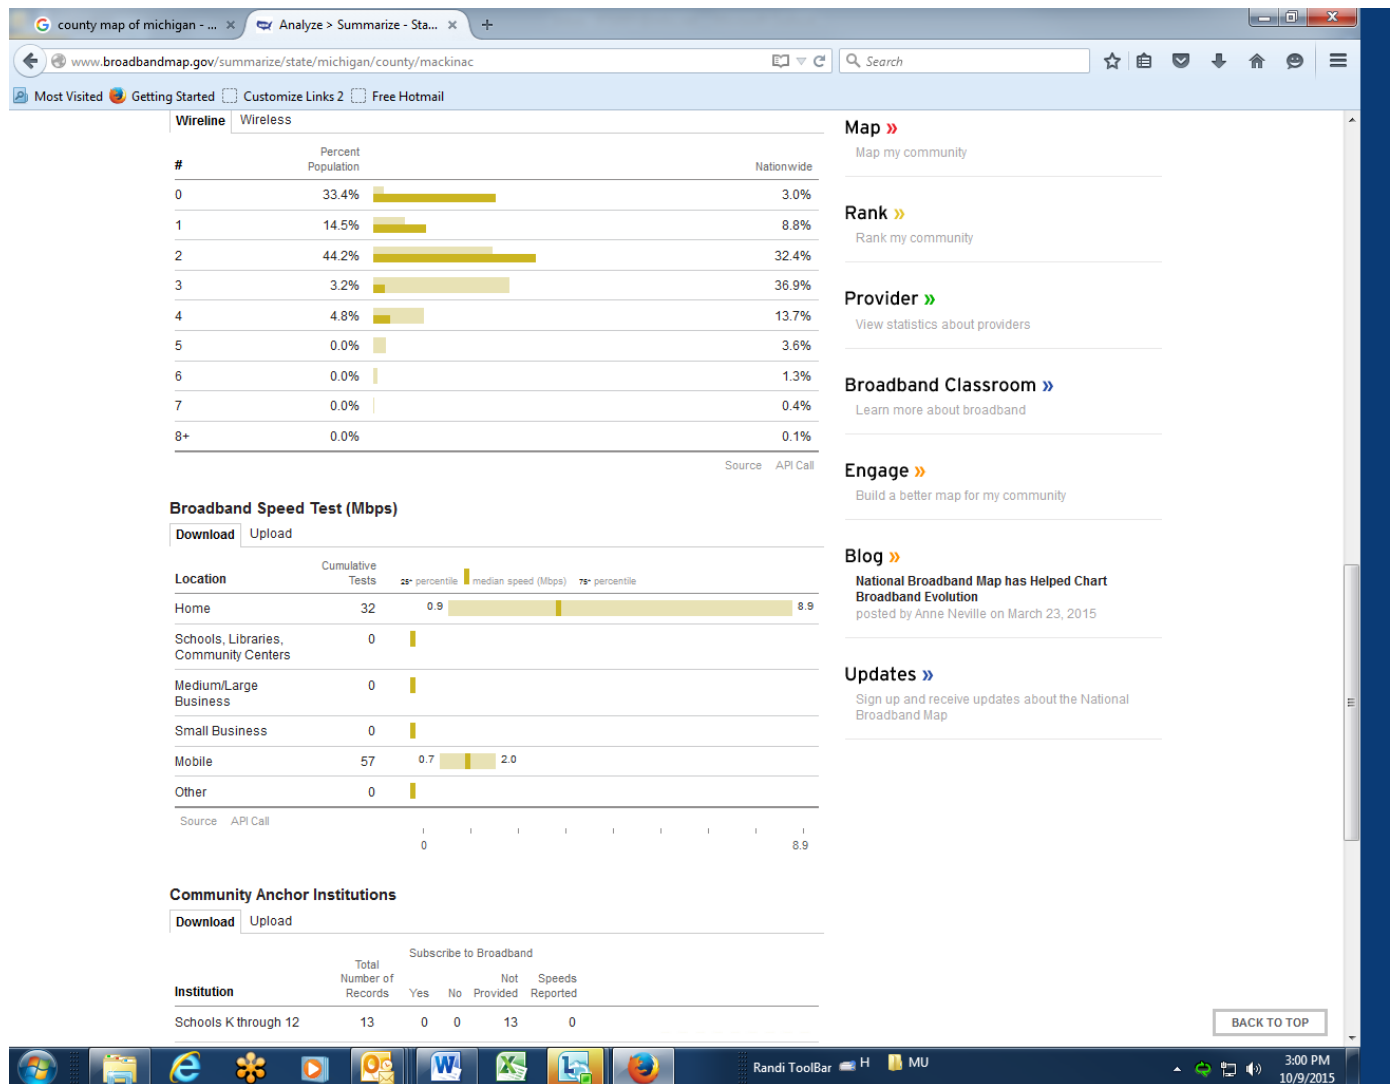 county map of michigan - ... ×
Analyze > Summarize - Sta... × +
www.broadbandmap.gov/summarize/state/michigan/county/mackinac
Search
Most Visited Getting Started Customize Links 2 Free Hotmail
Wireline Wireless
Percent
# Population Nationwide
0 33.4% 3.0%
1 14.5% 8.8%
2 44.2% 32.4%
3 3.2% 36.9%
4 4.8% 13.7%
5 0.0% 3.6%
6 0.0% 1.3%
7 0.0% 0.4%
8+ 0.0% 0.1%
Source API Call
Broadband Speed Test (Mbps)
Download Upload
Cumulative
Location Tests 25th percentile median speed (Mbps) 75th percentile
Home 32 0.9 8.9
Schools, Libraries, 0
Community Centers
Medium/Large 0
Business
Small Business 0
Mobile 57 0.7 2.0
Other 0
Source API Call
0 8.9
Community Anchor Institutions
Download Upload
Subscribe to Broadband
Total
Number of Not Speeds
Institution Records Yes No Provided Reported
Schools K through 12 13 0 0 13 0
Map »
Map my community
Rank »
Rank my community
Provider »
View statistics about providers
Broadband Classroom »
Learn more about broadband
Engage »
Build a better map for my community
Blog »
National Broadband Map has Helped Chart
Broadband Evolution
posted by Anne Neville on March 23, 2015
Updates »
Sign up and receive updates about the National
Broadband Map
BACK TO TOP
Randi ToolBar H MU
3:00 PM
10/9/2015